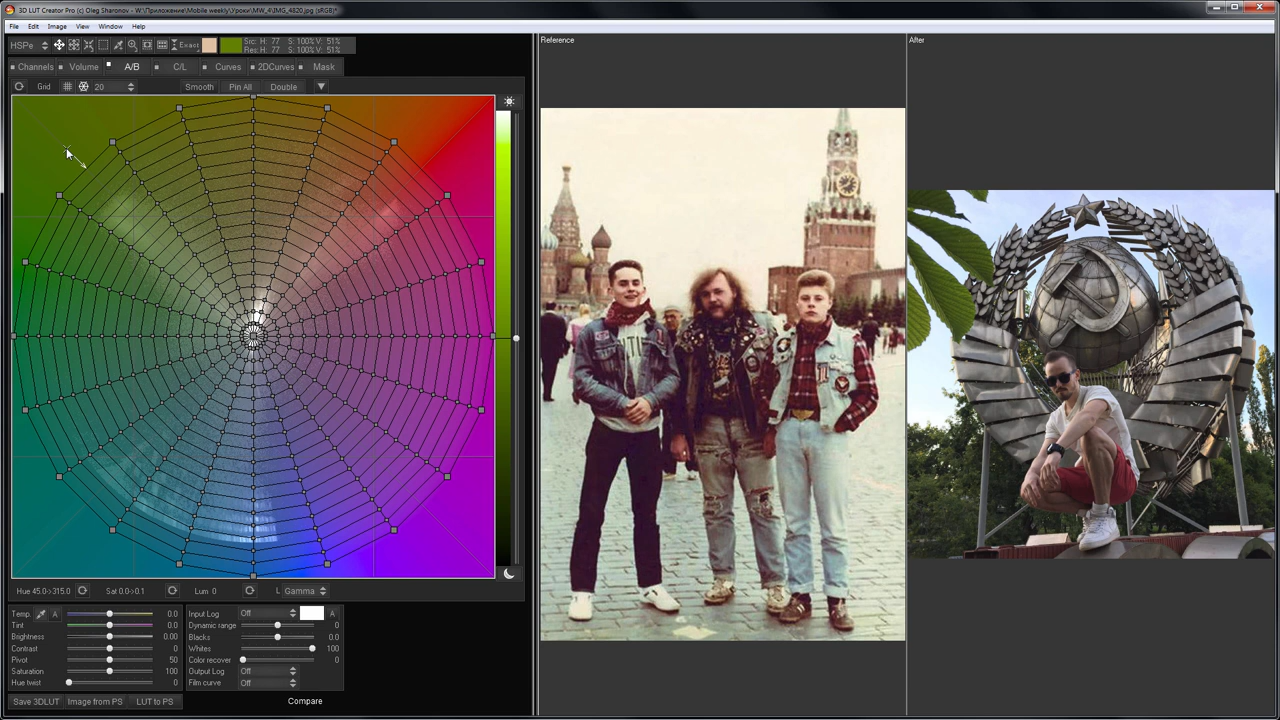 3D LUT Creator Pro (c) Oleg Sharonov - W:\Приложение\Mobile weekly\Уроки\MW_4\IMG_4820.jpg (sRGB)*
File Edit Image View Window Help
HSPe Exact Src: H: 77 S: 100% V: 51%
Res: H: 77 S: 100% V: 51%
Channels Volume A/B C/L Curves 2DCurves Mask
Grid 20 Smooth Pin All Double
Reference
After
Hue 45.0->315.0 Sat 0.0->0.1 Lum 0 L Gamma
Temp. A 0.0
Tint 0.0
Brightness 0.00
Contrast 0
Pivot 50
Saturation 100
Hue twist 0
Input Log Off A
Dynamic range 0
Blacks 0.0
Whites 100
Color recover 0
Output Log Off
Film curve Off
Save 3DLUT Image from PS LUT to PS Compare